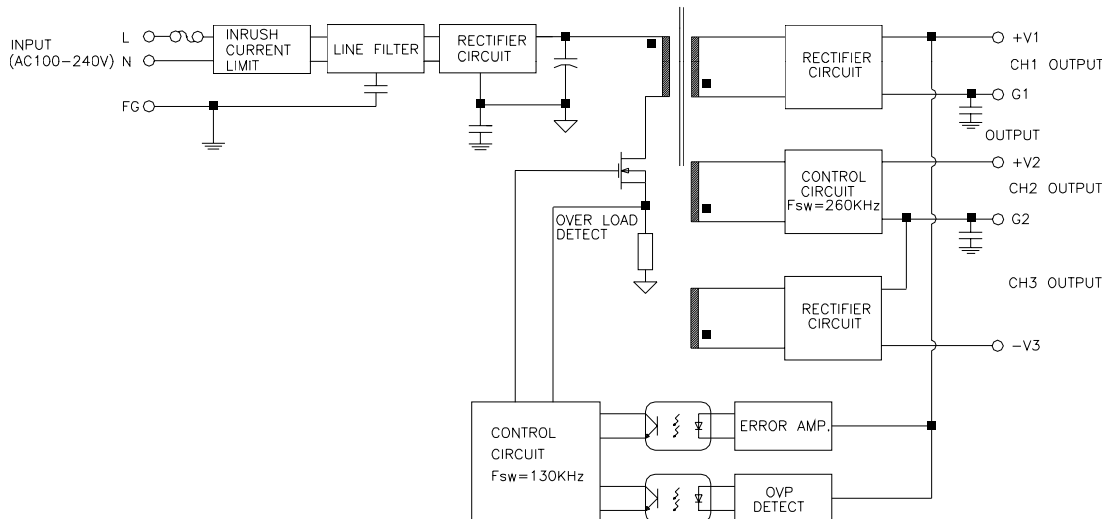 INPUT
(AC100-240V)
L
N
FG
INRUSH
CURRENT
LIMIT
LINE FILTER
RECTIFIER
CIRCUIT
RECTIFIER
CIRCUIT
+V1
CH1 OUTPUT
G1
OUTPUT
CONTROL
CIRCUIT
Fsw=260KHz
+V2
CH2 OUTPUT
G2
OVER LOAD
DETECT
CH3 OUTPUT
RECTIFIER
CIRCUIT
-V3
CONTROL
CIRCUIT
Fsw=130KHz
ERROR AMP.
OVP
DETECT